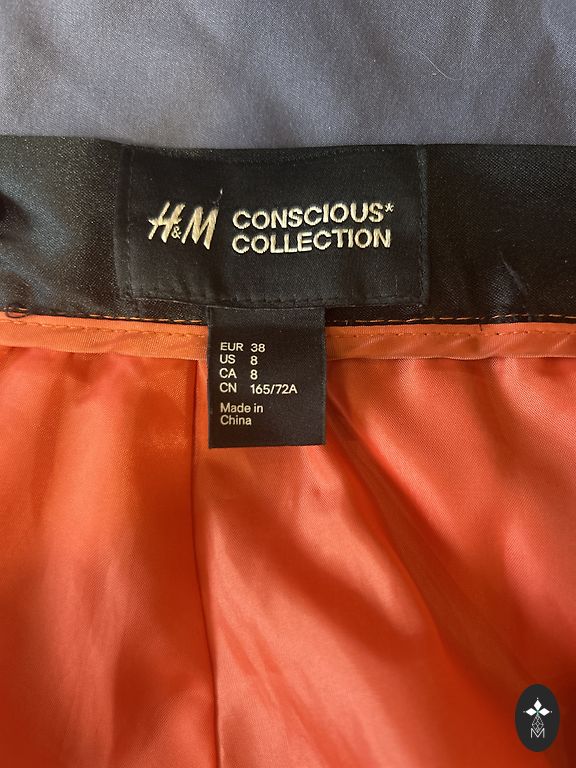 H&M CONSCIOUS*
COLLECTION
EUR 38
US 8
CA 8
CN 165/72A
Made in
China
M